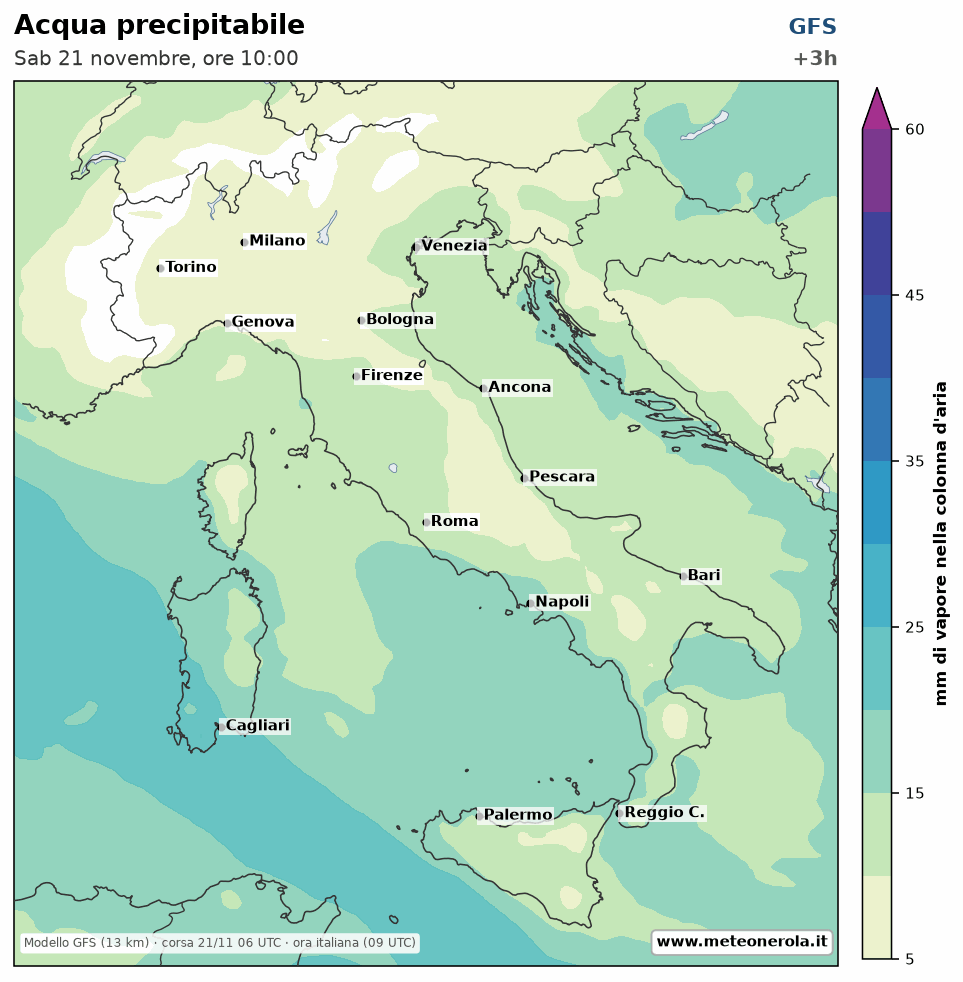 Acqua precipitabile
GFS
Sab 21 novembre, ore 10:00
+3h
60
45
35
25
15
5
mm di vapore nella colonna d'aria
Milano
Venezia
Torino
Genova
Bologna
Firenze
Ancona
Pescara
Roma
Bari
Napoli
Cagliari
Palermo
Reggio C.
Modello GFS (13 km) · corsa 21/11 06 UTC · ora italiana (09 UTC)
www.meteonerola.it